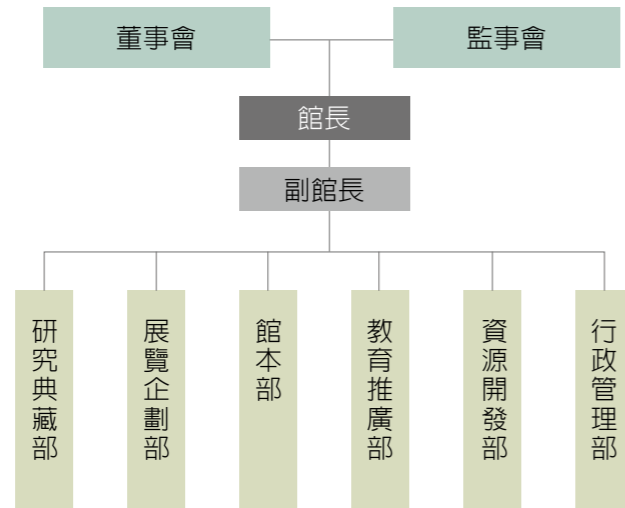 董事會
監事會
館長
副館長
研究典藏部
展覽企劃部
館本部
教育推廣部
資源開發部
行政管理部